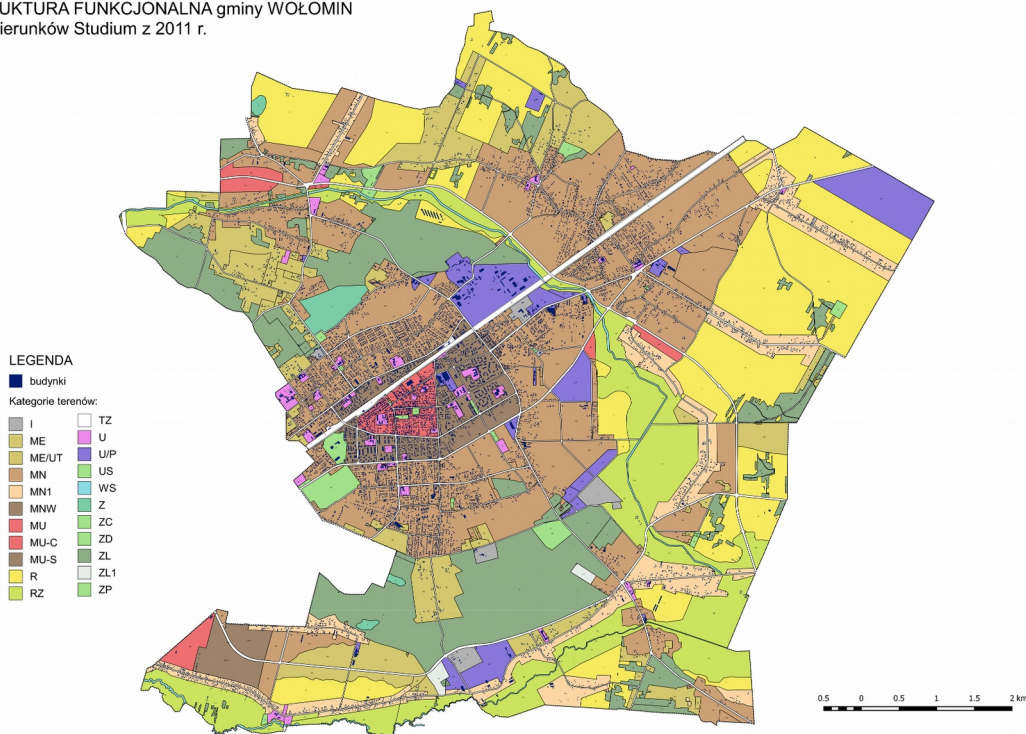 UKTURA FUNKCJONALNA gminy WOŁOMIN
ierunków Studium z 2011 r.
LEGENDA
budynki
Kategorie terenów:
I
ME
ME/UT
MN
MN1
MNW
MU
MU-C
MU-S
R
RZ
TZ
U
U/P
US
WS
Z
ZC
ZD
ZL
ZL1
ZP
0.5 0 0.5 1 1.5 2 km